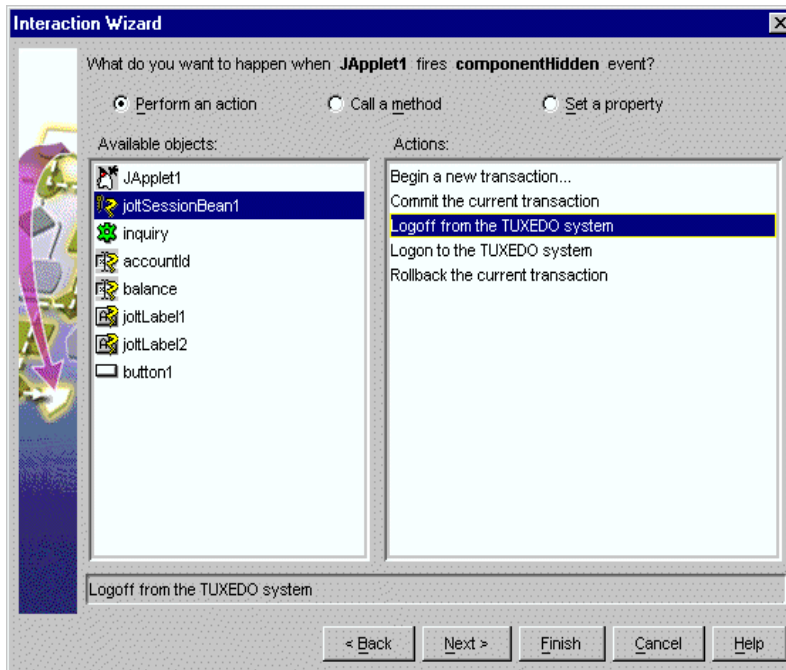 Interaction Wizard
What do you want to happen when JApplet1 fires componentHidden event?
Perform an action Call a method Set a property
Available objects: Actions:
JApplet1
joltSessionBean1
inquiry
accountId
balance
joltLabel1
joltLabel2
button1
Begin a new transaction...
Commit the current transaction
Logoff from the TUXEDO system
Logon to the TUXEDO system
Rollback the current transaction
Logoff from the TUXEDO system
< Back Next > Finish Cancel Help